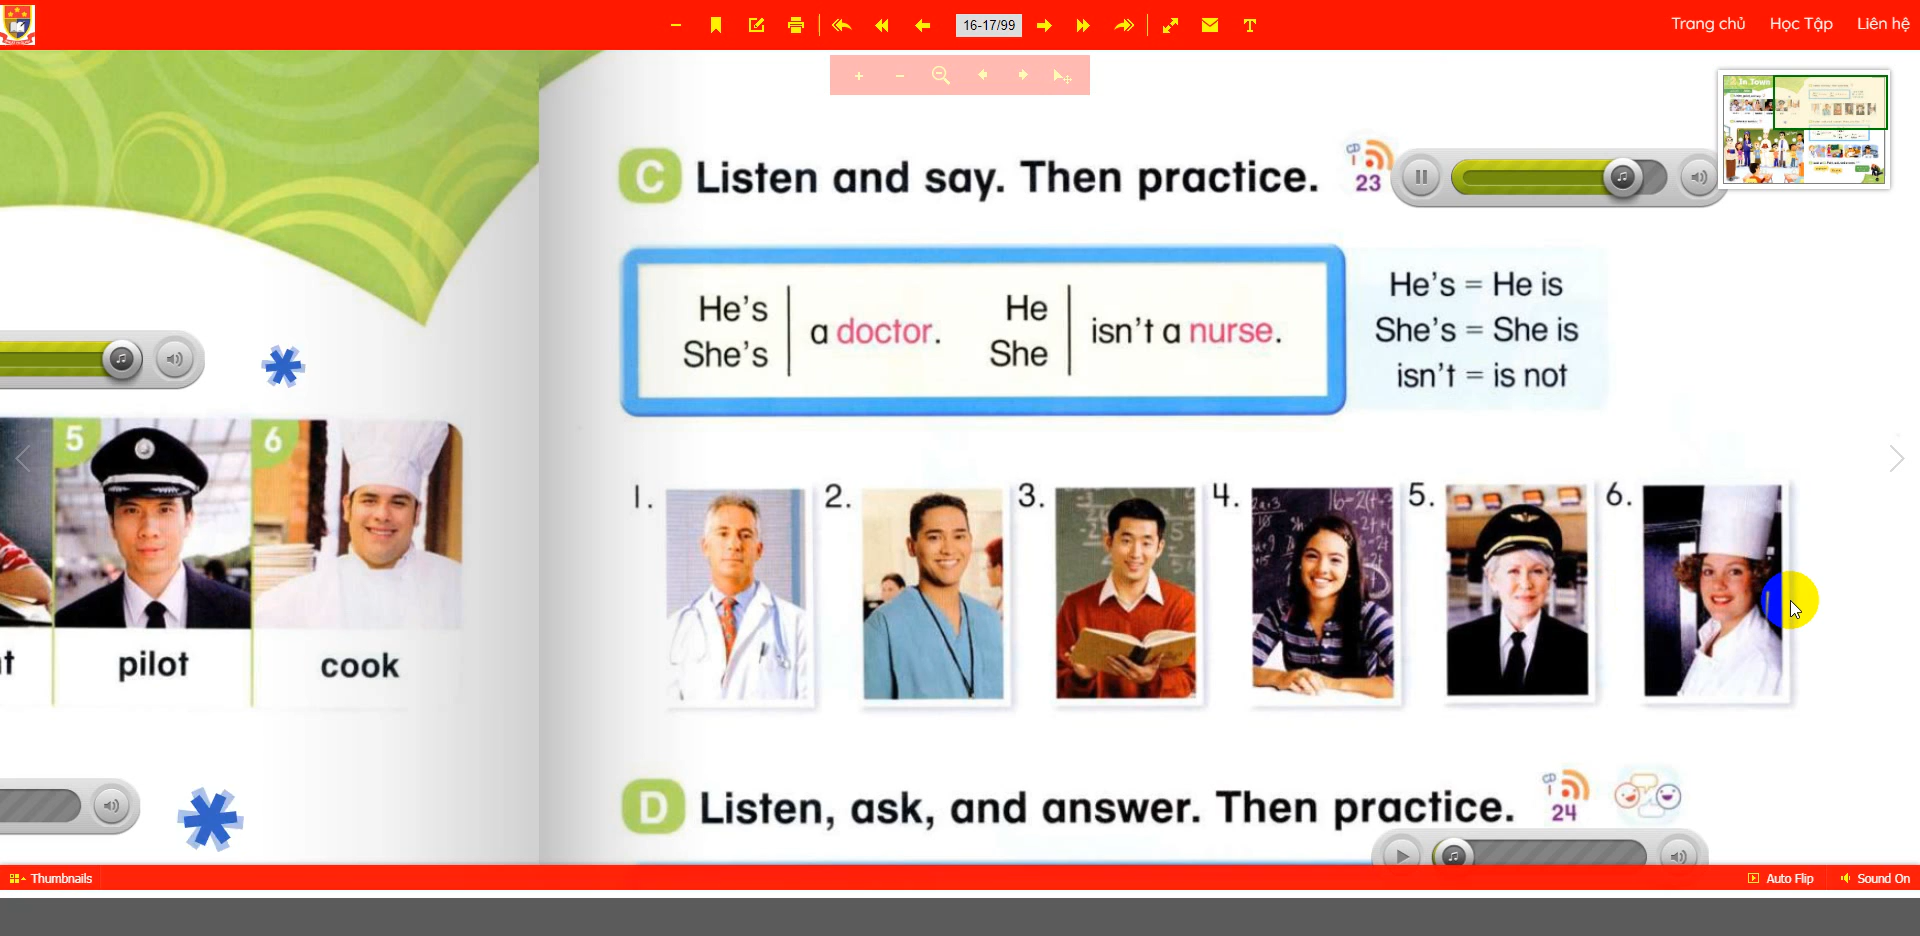 16-17/99
Trang chủ Học Tập Liên hệ
C Listen and say. Then practice.
23
He's
She's
a doctor.
He
She
isn't a nurse.
He's = He is
She's = She is
isn't = is not
5
6
t
pilot
cook
1. 2. 3. 4. 5. 6.
D Listen, ask, and answer. Then practice.
24
Thumbnails
Auto Flip Sound On